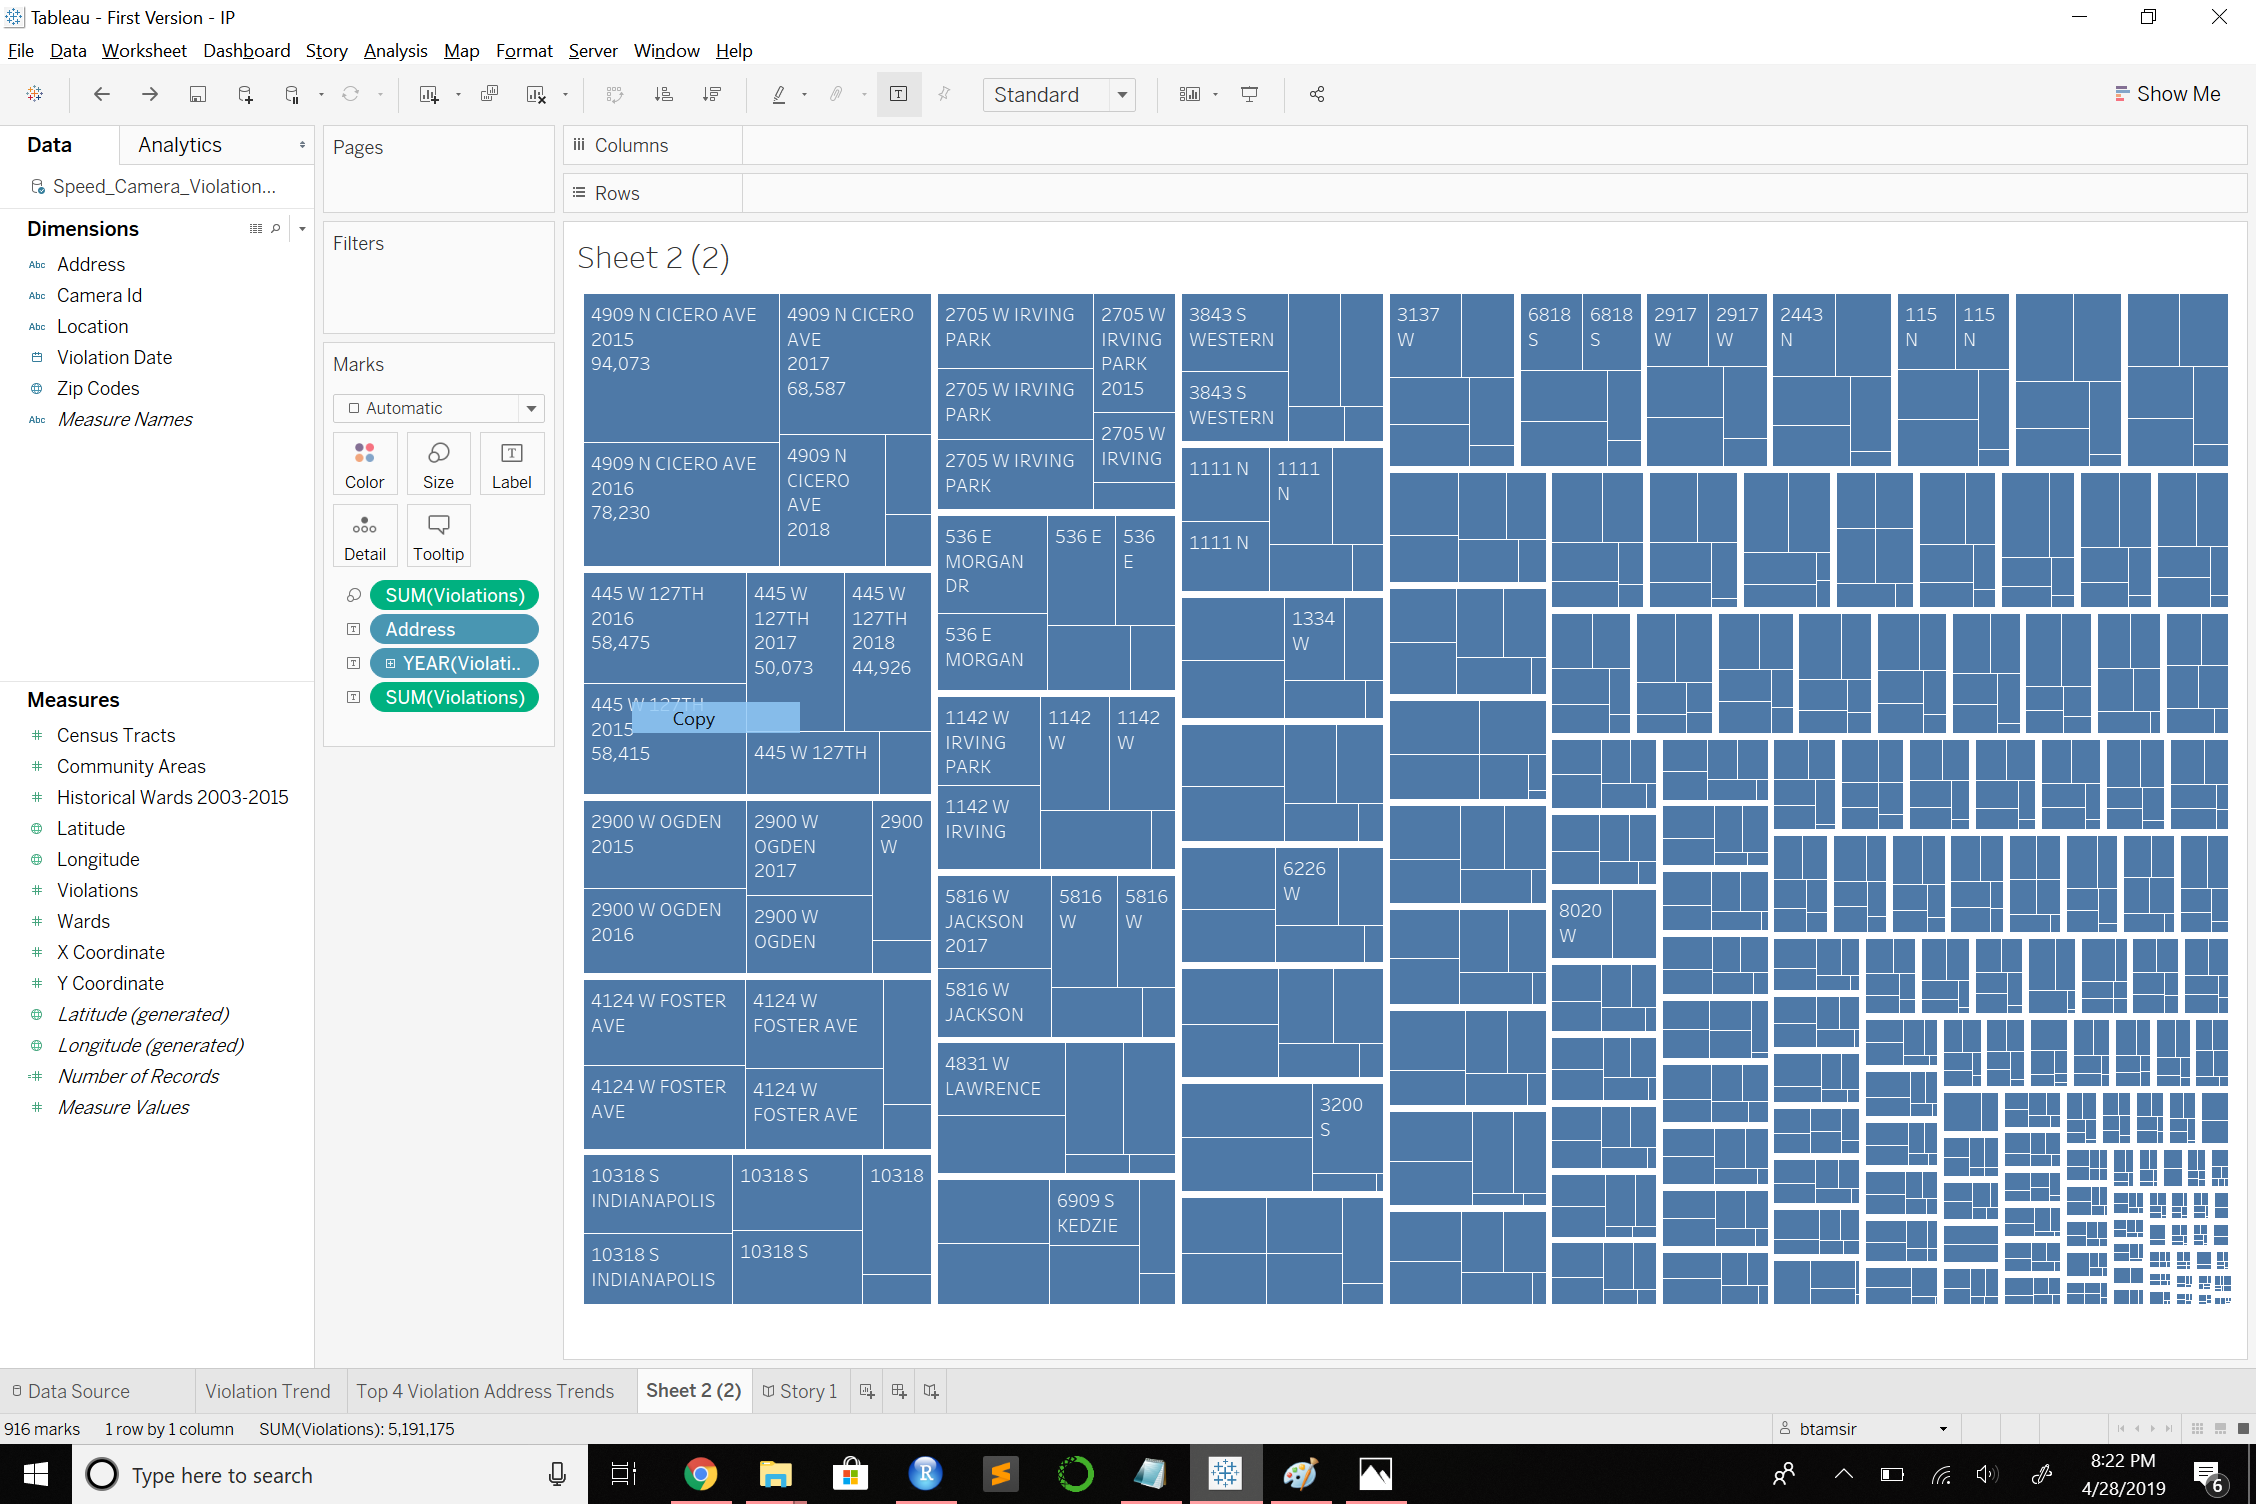 Tableau - First Version - IP
File Data Worksheet Dashboard Story Analysis Map Format Server Window Help
Standard
Show Me
Data Analytics
Speed_Camera_Violation...
Dimensions
Abc Address
Abc Camera Id
Abc Location
Violation Date
Zip Codes
Abc Measure Names
Measures
Census Tracts
Community Areas
Historical Wards 2003-2015
Latitude
Longitude
Violations
Wards
X Coordinate
Y Coordinate
Latitude (generated)
Longitude (generated)
Number of Records
Measure Values
Pages
Filters
Marks
Automatic
Color Size Label
Detail Tooltip
SUM(Violations)
Address
YEAR(Violati..
SUM(Violations)
Columns
Rows
Sheet 2 (2)
4909 N CICERO AVE
2015
94,073
4909 N CICERO
AVE
2017
68,587
4909 N CICERO AVE
2016
78,230
4909 N
CICERO
AVE
2018
445 W 127TH
2016
58,475
445 W
127TH
2017
50,073
445 W
127TH
2018
44,926
445 W 127TH
2015
58,415
Copy
445 W 127TH
2900 W OGDEN
2015
2900 W
OGDEN
2017
2900
W
2900 W OGDEN
2016
2900 W
OGDEN
4124 W FOSTER
AVE
4124 W
FOSTER AVE
4124 W FOSTER
AVE
4124 W
FOSTER AVE
10318 S
INDIANAPOLIS
10318 S
10318
10318 S
INDIANAPOLIS
10318 S
2705 W IRVING
PARK
2705 W
IRVING
PARK
2015
2705 W IRVING
PARK
2705 W IRVING
PARK
2705 W
IRVING
536 E
MORGAN
DR
536 E
536
E
536 E
MORGAN
1142 W
IRVING
PARK
1142
W
1142
W
1142 W
IRVING
5816 W
JACKSON
2017
5816
W
5816
W
5816 W
JACKSON
4831 W
LAWRENCE
6909 S
KEDZIE
3843 S
WESTERN
3843 S
WESTERN
1111 N
1111
N
1111 N
1334
W
6226
W
3200
S
3137
W
6818
S
6818
S
2917
W
2917
W
2443
N
115
N
115
N
8020
W
Data Source Violation Trend Top 4 Violation Address Trends Sheet 2 (2) Story 1
916 marks 1 row by 1 column SUM(Violations): 5,191,175
btamsir
Type here to search
8:22 PM
4/28/2019
6